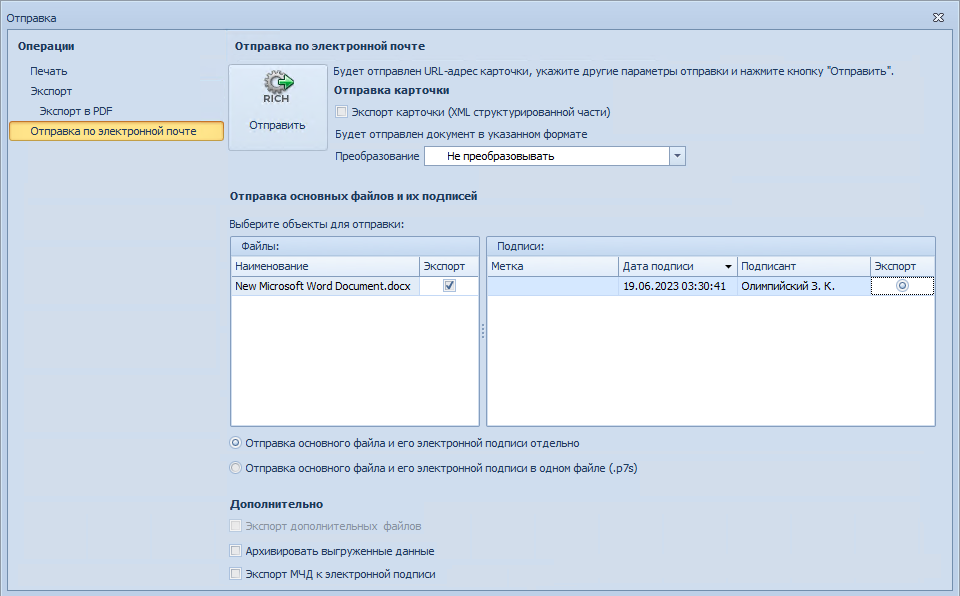 Отправка
Операции
Печать
Экспорт
Экспорт в PDF
Отправка по электронной почте
Отправка по электронной почте
RICH
Отправить
Будет отправлен URL-адрес карточки, укажите другие параметры отправки и нажмите кнопку "Отправить".
Отправка карточки
Экспорт карточки (XML структурированной части)
Будет отправлен документ в указанном формате
Преобразование Не преобразовывать
Отправка основных файлов и их подписей
Выберите объекты для отправки:
Файлы:
Наименование Экспорт
New Microsoft Word Document.docx
Подписи:
Метка Дата подписи Подписант Экспорт
19.06.2023 03:30:41 Олимпийский З. К.
Отправка основного файла и его электронной подписи отдельно
Отправка основного файла и его электронной подписи в одном файле (.p7s)
Дополнительно
Экспорт дополнительных файлов
Архивировать выгруженные данные
Экспорт МЧД к электронной подписи